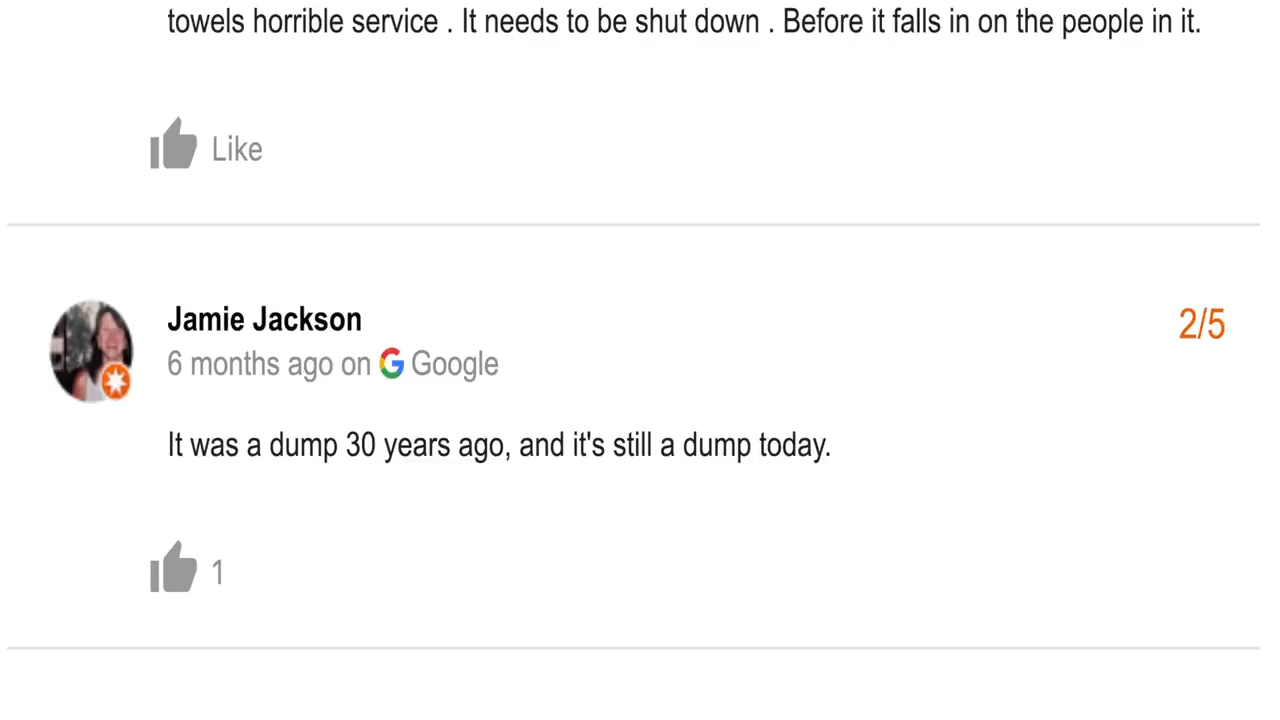 towels horrible service . It needs to be shut down . Before it falls in on the people in it.
Like
Jamie Jackson
2/5
6 months ago on Google
It was a dump 30 years ago, and it's still a dump today.
1